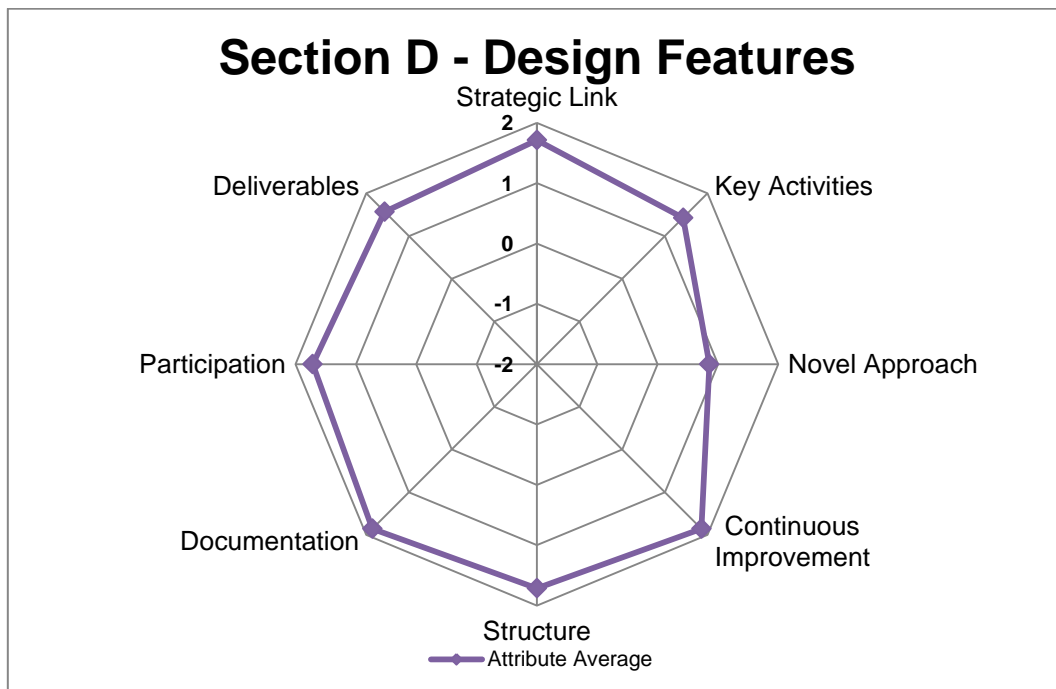 Section D - Design Features
Strategic Link
2
Deliverables
Key Activities
1
0
-1
Participation
-2
Novel Approach
Documentation
Continuous
Improvement
Structure
Attribute Average